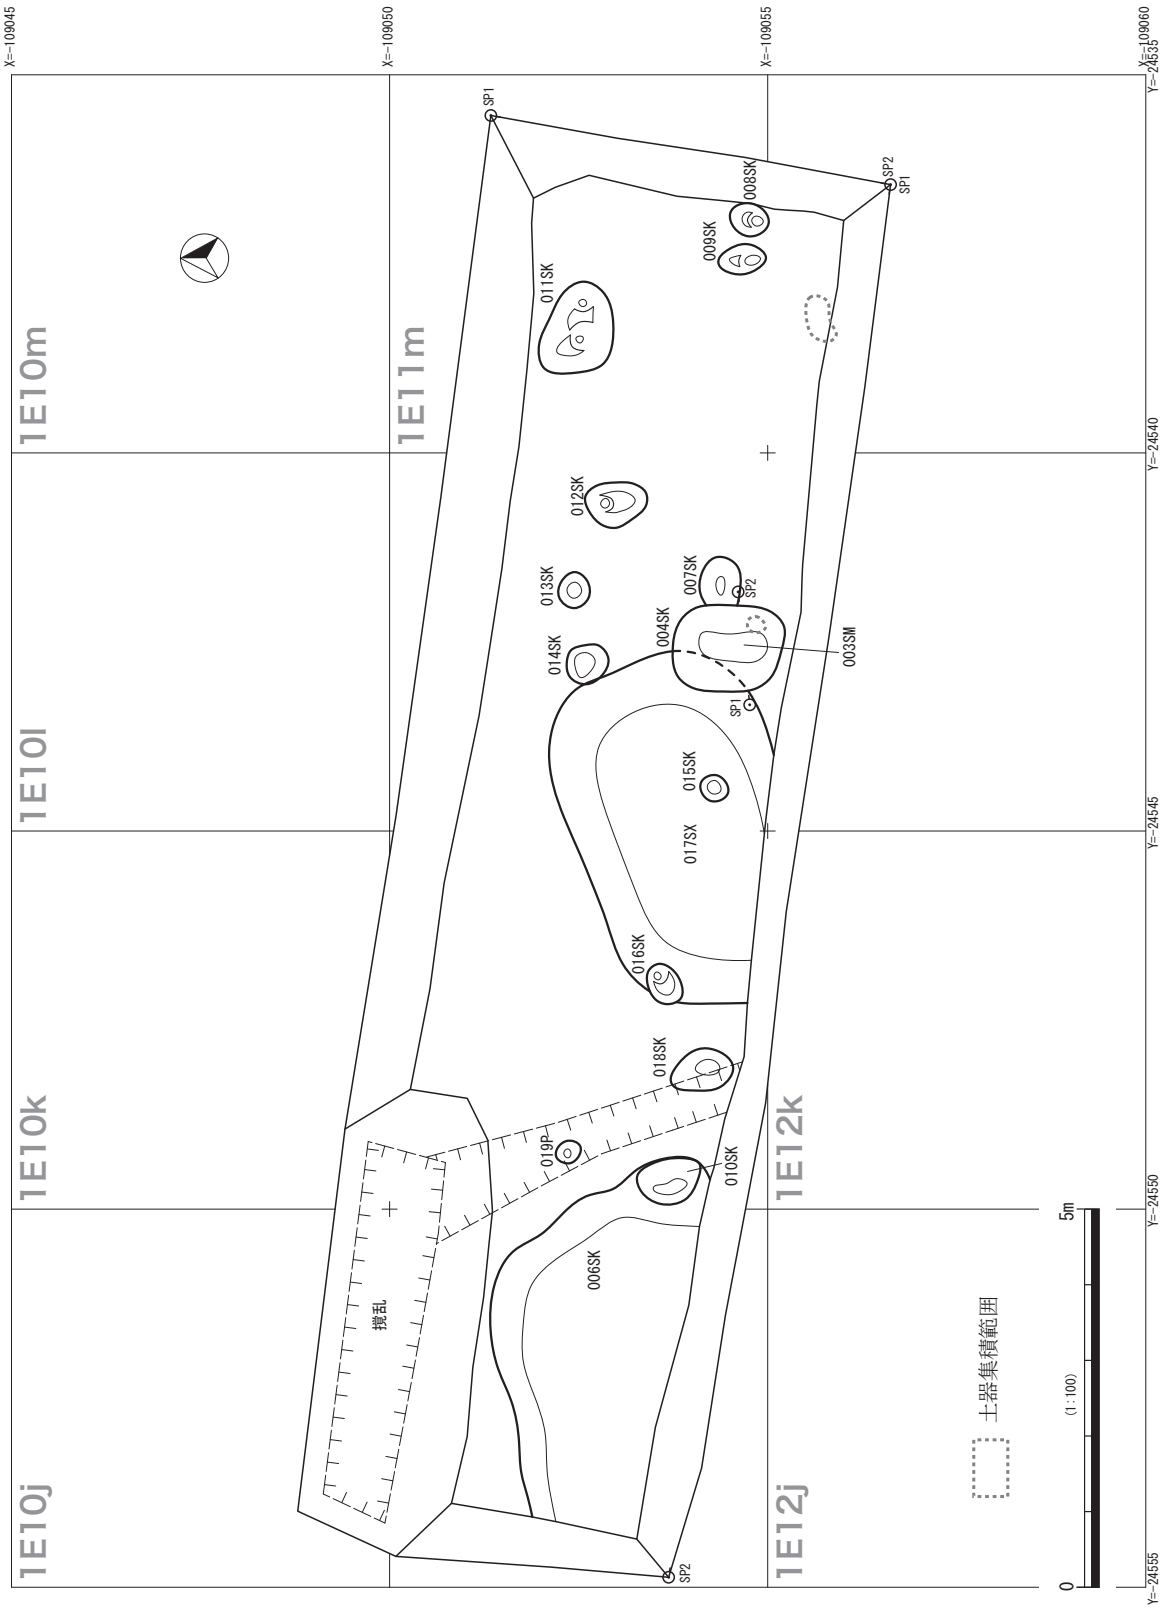 X=-109045
X=-109050
X=-109055
X=-109060
Y=-24535
Y=-24540
Y=-24545
Y=-24550
Y=-24555
1E10m
1E11m
1E10l
1E10k
1E12k
1E10j
1E12j
SP1
SP2
SP1
008SK
009SK
011SK
012SK
013SK
014SK
007SK
SP2
004SK
003SM
SP1
015SK
017SX
016SK
018SK
019P
010SK
006SK
撹乱
SP2
土器集積範囲
0
(1:100)
5m